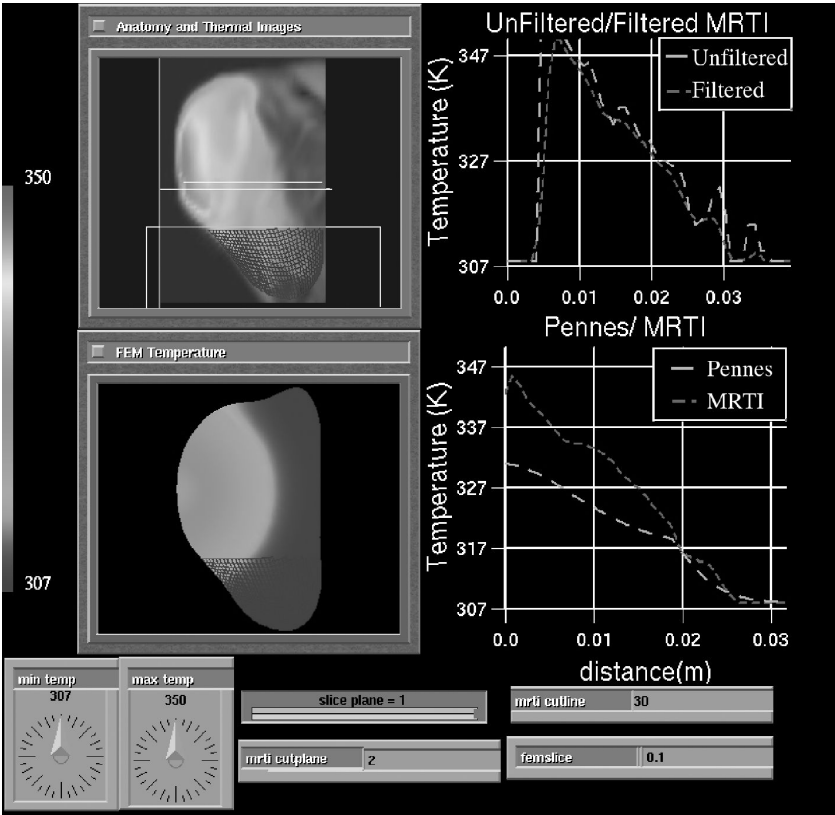 Anatomy and Thermal Images
350
307
UnFiltered/Filtered MRTI
Temperature (K)
347
327
307
Unfiltered
Filtered
0.0 0.01 0.02 0.03
FEM Temperature
Pennes/ MRTI
Temperature (K)
347
337
327
317
307
Pennes
MRTI
0.0 0.01 0.02 0.03
distance(m)
min temp
307
max temp
350
slice plane = 1
mrti cutline 30
mrti cutplane 2
femslice 0.1